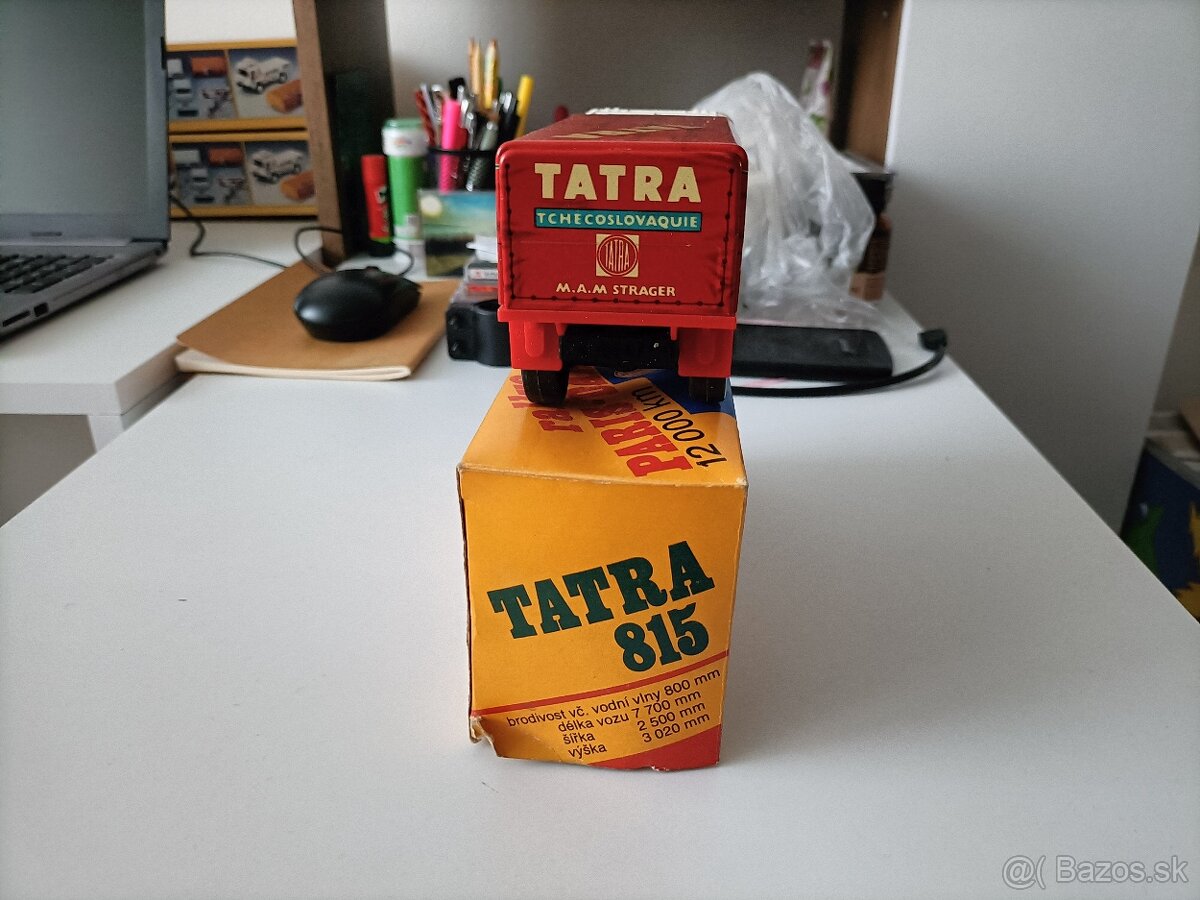 TATRA
TCHECOSLOVAQUIE
TATRA
M.A.M STRAGER
PARIS
12 000 km
TATRA
815
brodivost vč. vodní vlny 800 mm
délka vozu 7 700 mm
šířka 2 500 mm
výška 3 020 mm
@( Bazos.sk